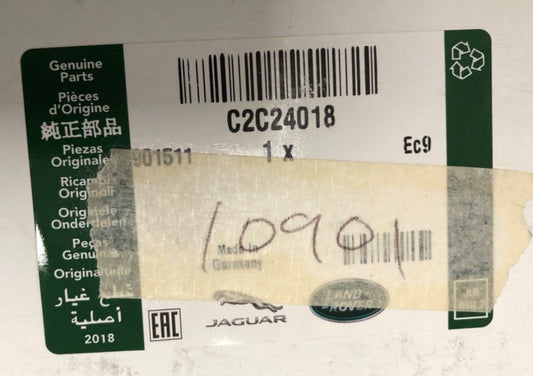 Genuine
Parts
Pièces
d'Origine
純正部品
Piezas
Originales
Ricambi
Originali
Originele
Onderdelen
Peças
Genuínas
Originalteile
قطع غيار
أصلية
2018
C2C24018
1 x
Ec9
901511
10901
Made in
Germany
EAC
JAGUAR
LAND
ROVER